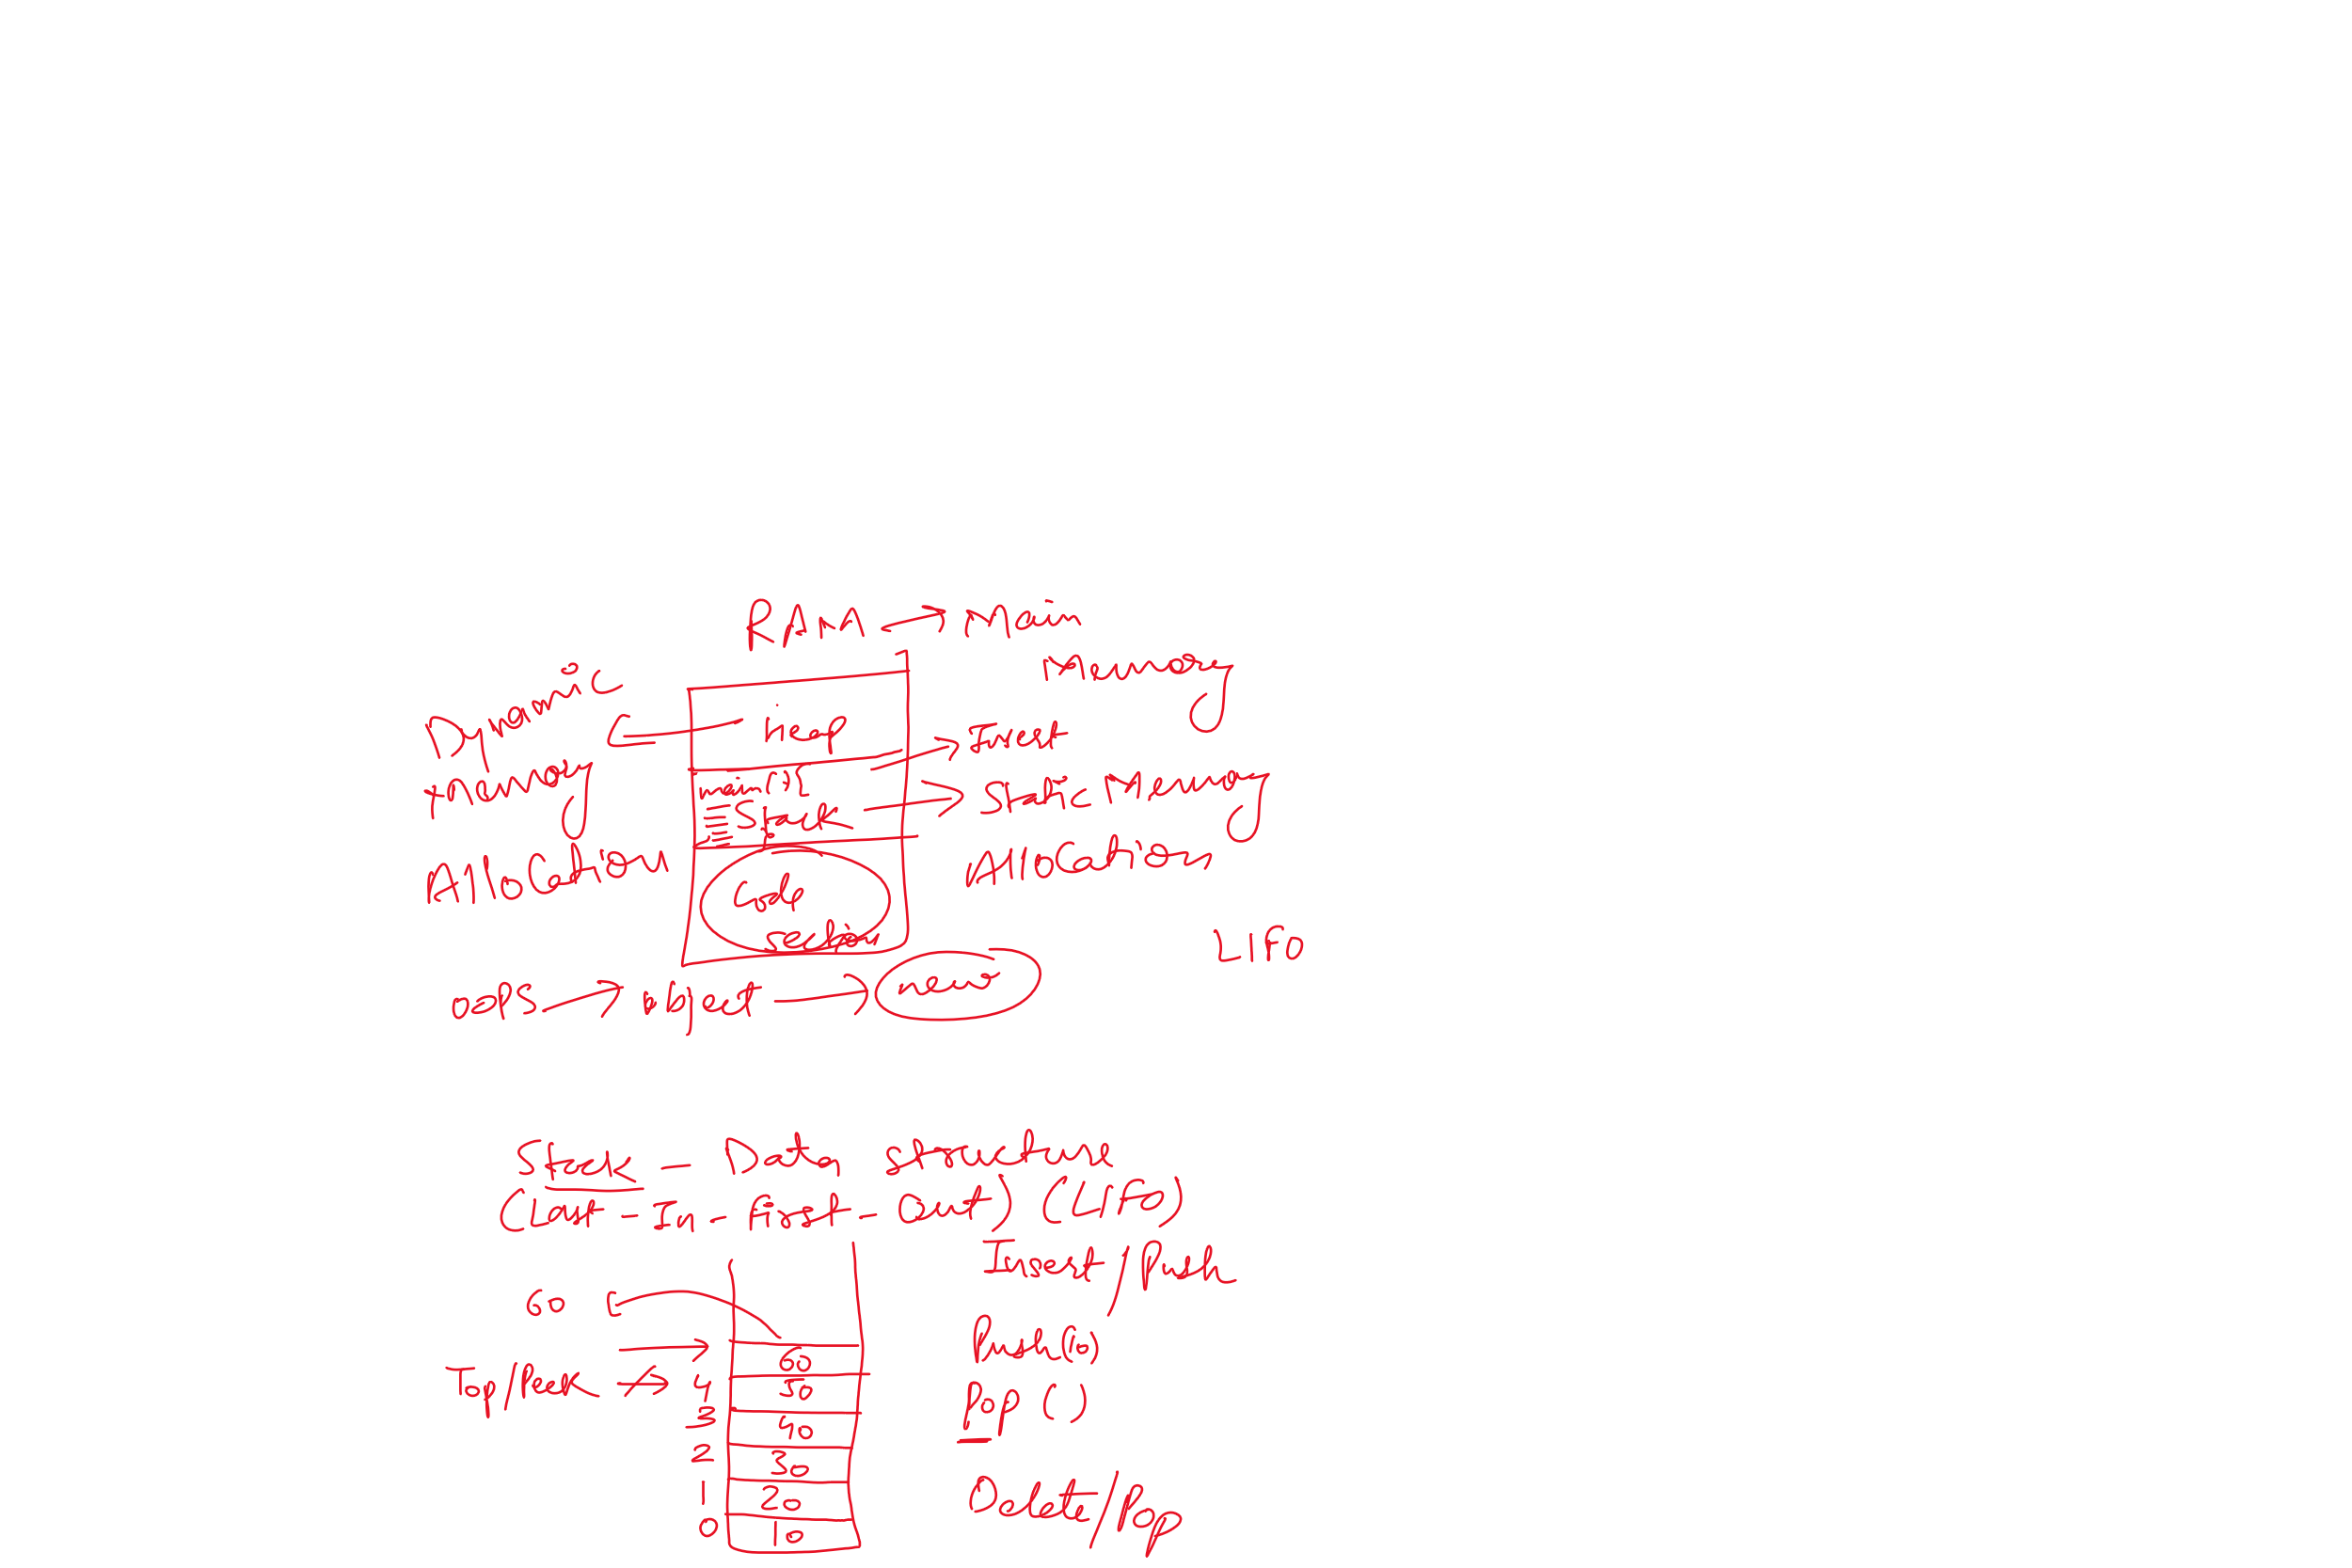 RAM → Main
Memory
Dynamic
Memory
Allocation
Heap
Fast
main()
Stack
Static Memory
Allocation
Code
Section
LIFO
OOPS → object → new
Stack - Data structure
(Last - In - First - Out) (LIFO)
Insert / Push
60
Push(60)
60
Top/peek → 4 50
Pop()
3 40
2 30
1 20
Delete/Pop
0 10